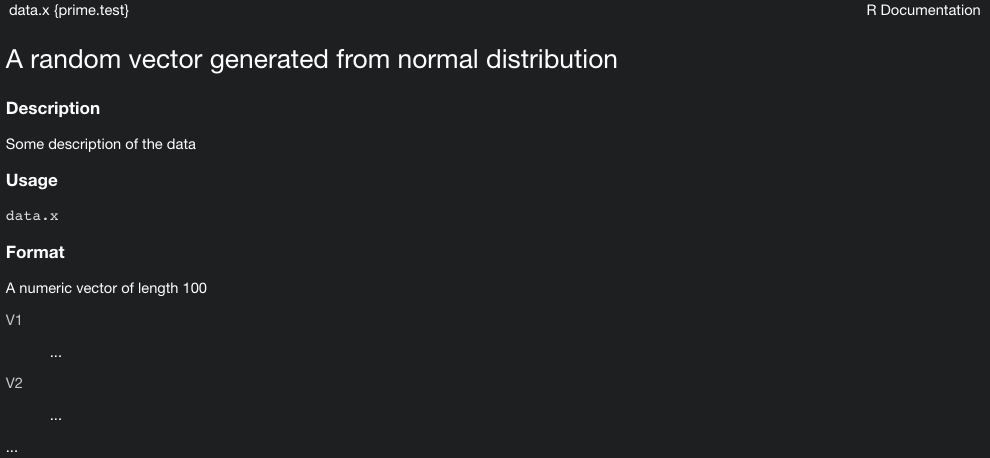 data.x {prime.test} R Documentation
A random vector generated from normal distribution
Description
Some description of the data
Usage
data.x
Format
A numeric vector of length 100
V1
...
V2
...
...